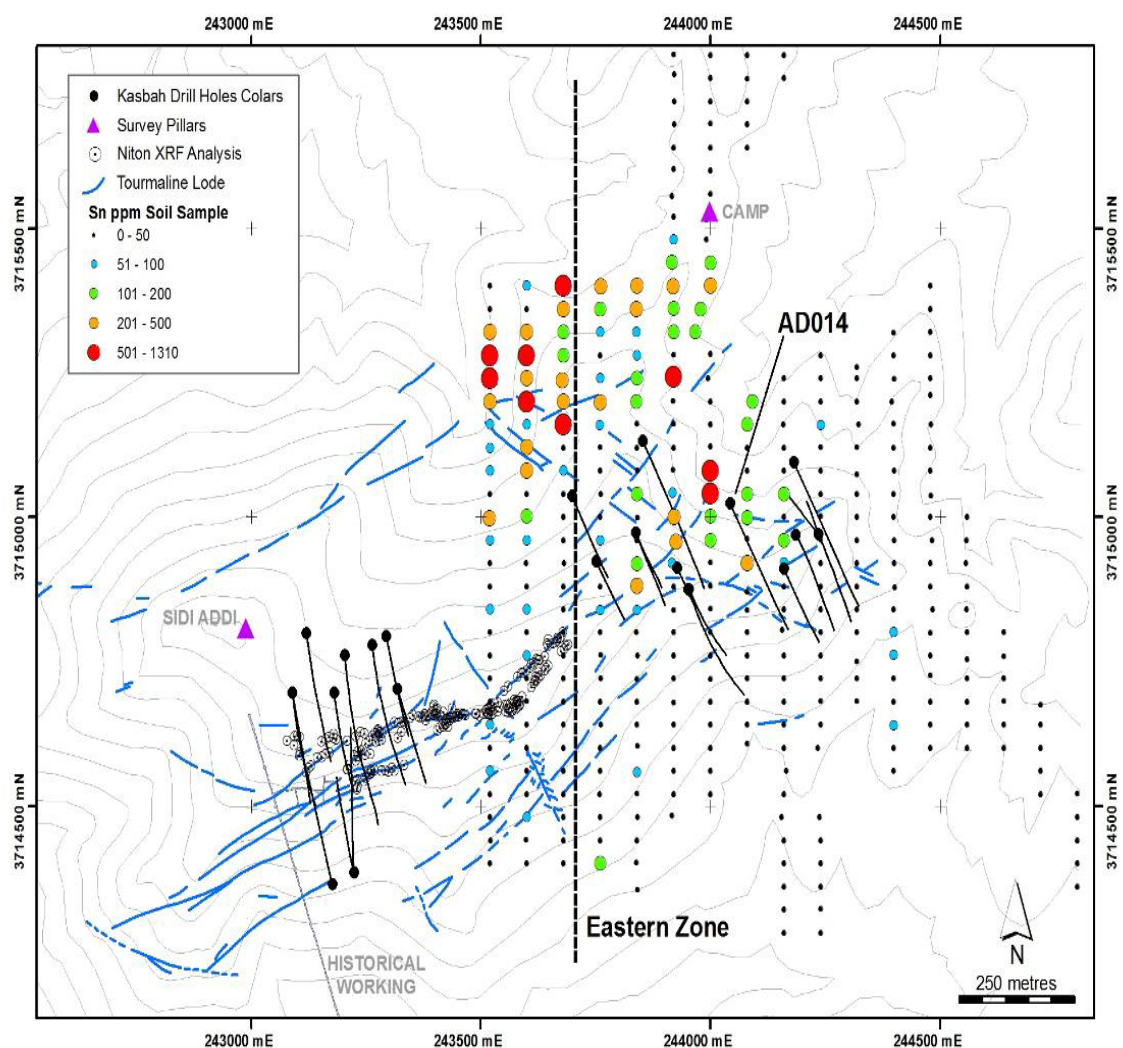 243000 mE
243500 mE
244000 mE
244500 mE
Kasbah Drill Holes Colars
Survey Pillars
Niton XRF Analysis
Tourmaline Lode
Sn ppm Soil Sample
0 - 50
51 - 100
101 - 200
201 - 500
501 - 1310
3715500 mN
3715500 mN
CAMP
AD014
3715000 mN
3715000 mN
SIDI ADDI
3714500 mN
3714500 mN
Eastern Zone
HISTORICAL
WORKING
N
250 metres
243000 mE
243500 mE
244000 mE
244500 mE